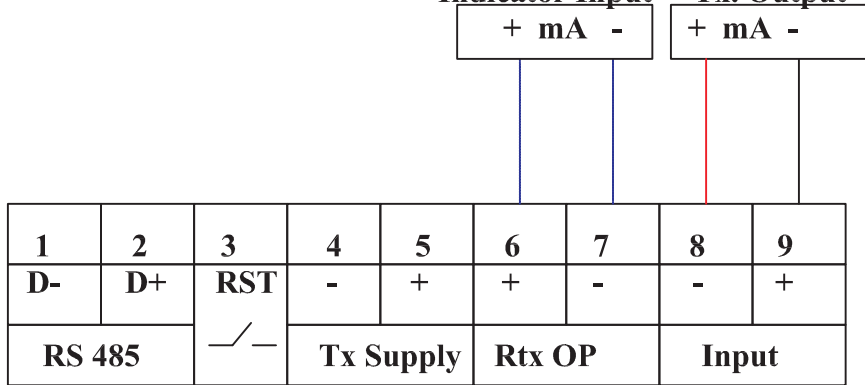 Indicator Input Tx. Output
+ mA - + mA -
1 2 3 4 5 6 7 8 9
D- D+ RST - + + - - +
RS 485 Tx Supply Rtx OP Input